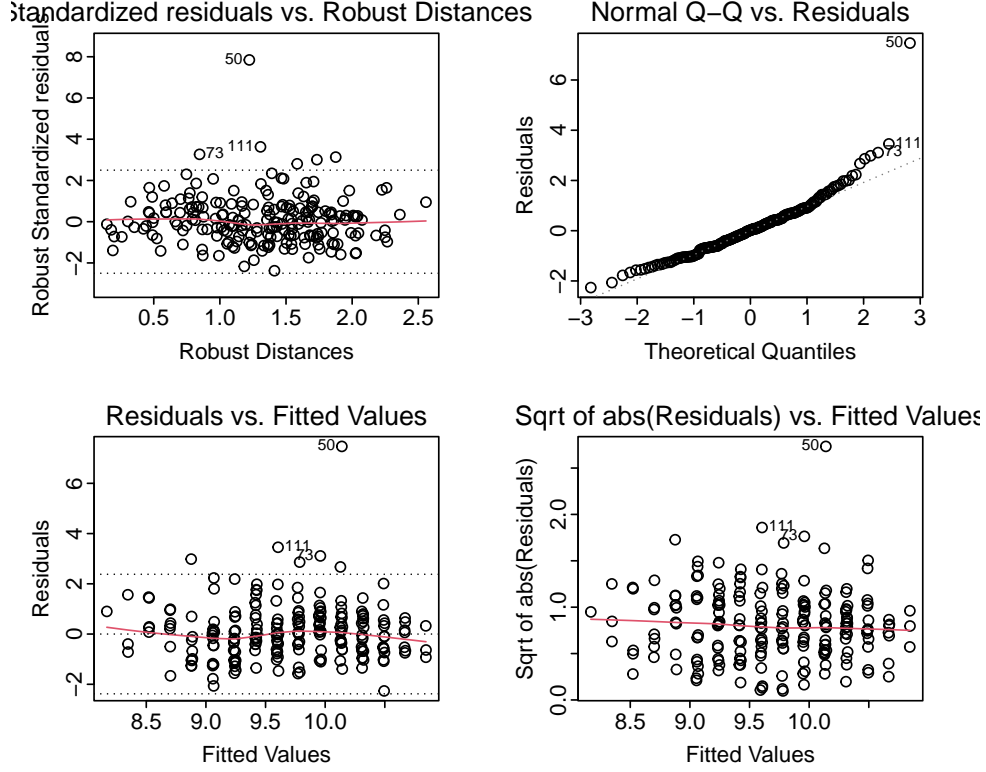 Standardized residuals vs. Robust Distances
Robust Standardized residuals
8
6
4
2
0
−2
50
73
111
0.5 1.0 1.5 2.0 2.5
Robust Distances
Normal Q−Q vs. Residuals
Residuals
6
4
2
0
−2
50
111
73
−3 −2 −1 0 1 2 3
Theoretical Quantiles
Residuals vs. Fitted Values
Residuals
6
4
2
0
−2
50
111
73
8.5 9.0 9.5 10.0
Fitted Values
Sqrt of abs(Residuals) vs. Fitted Values
Sqrt of abs(Residuals)
2.0
1.0
0.0
50
111
73
8.5 9.0 9.5 10.0
Fitted Values